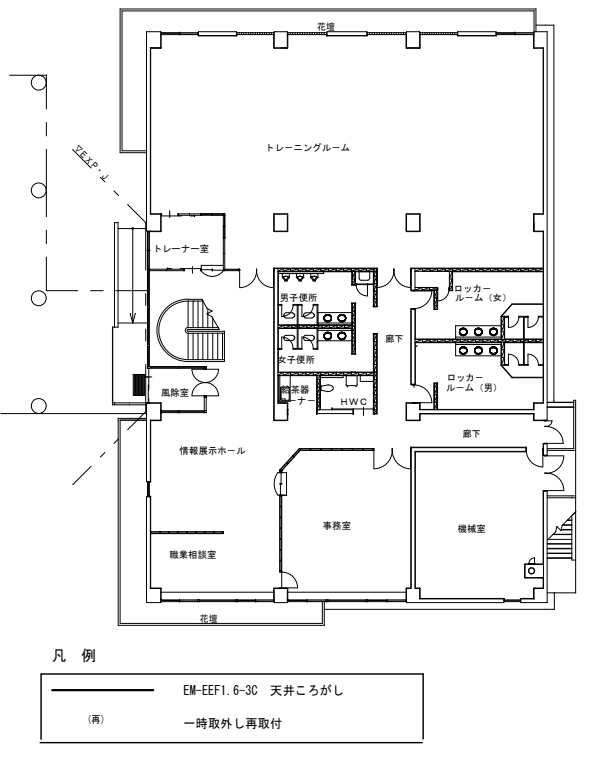 花壇
▽EXP.J
トレーニングルーム
トレーナー室
男子便所
ロッカー
ルーム（女）
廊下
女子便所
ロッカー
ルーム（男）
風除室
給茶器
コーナー
HWC
廊下
情報展示ホール
事務室
機械室
職業相談室
花壇
凡 例
EM-EEF1.6-3C 天井ころがし
（再） 一時取外し再取付